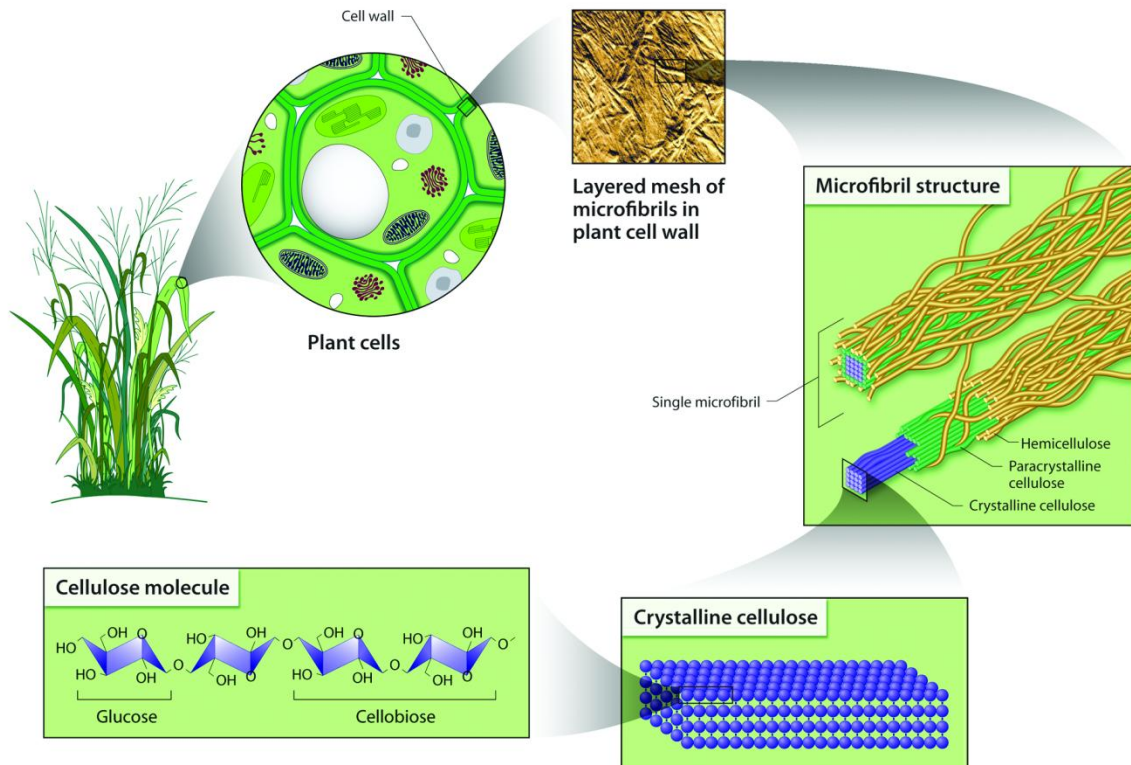 Cell wall
Plant cells
Layered mesh of
microfibrils in
plant cell wall
Microfibril structure
Single microfibril
Hemicellulose
Paracrystalline
cellulose
Crystalline cellulose
Cellulose molecule
HO
OH
O
HO
OH
O
HO
OH
O
HO
OH
O
HO
OH
O
HO
OH
O
HO
OH
O
HO
OH
O
Glucose
Cellobiose
Crystalline cellulose